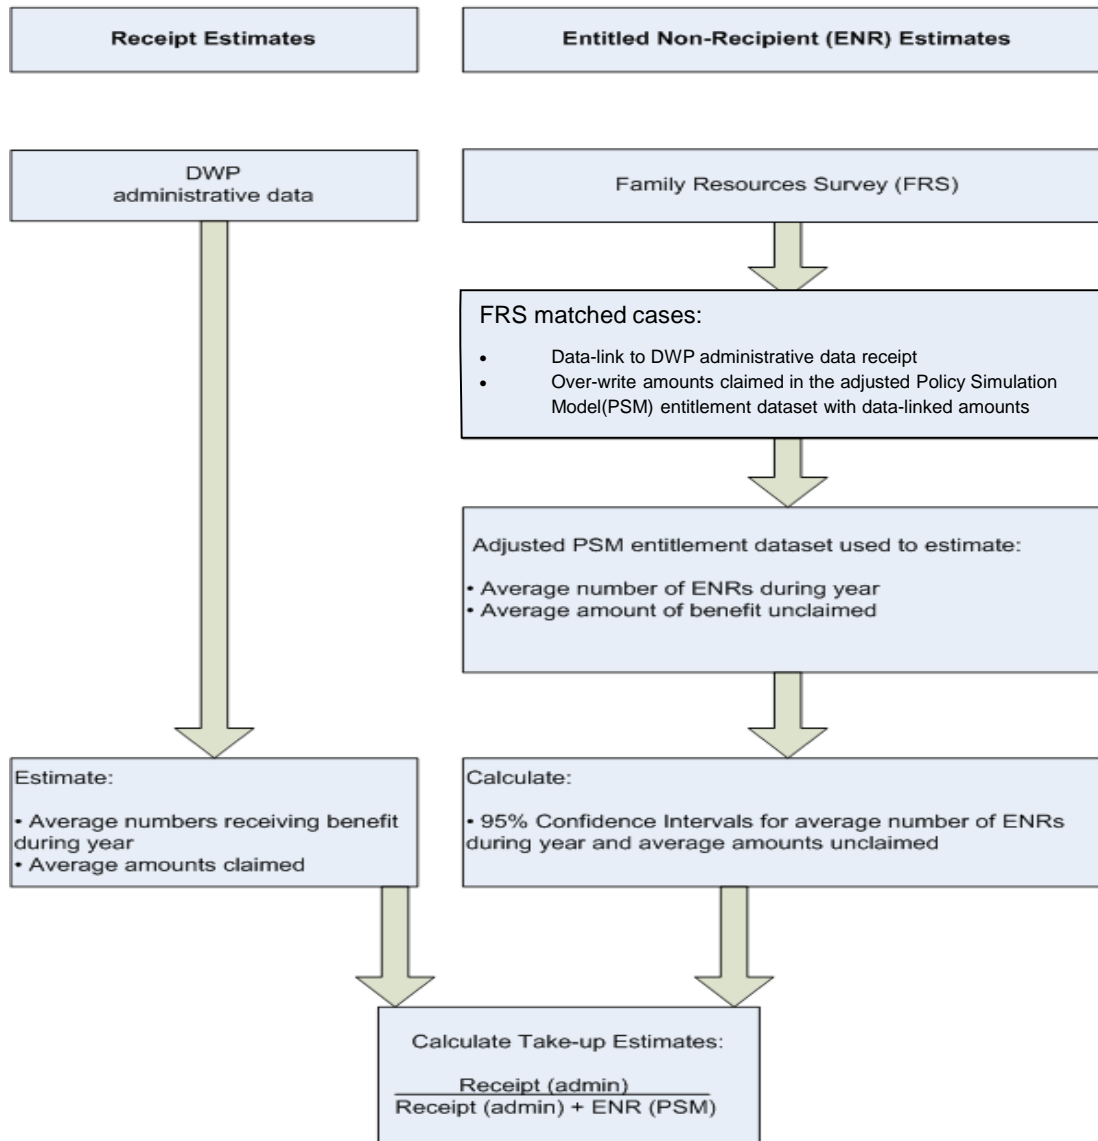 Receipt Estimates
Entitled Non-Recipient (ENR) Estimates
DWP
administrative data
Family Resources Survey (FRS)
FRS matched cases:
• Data-link to DWP administrative data receipt
• Over-write amounts claimed in the adjusted Policy Simulation
Model(PSM) entitlement dataset with data-linked amounts
Adjusted PSM entitlement dataset used to estimate:
• Average number of ENRs during year
• Average amount of benefit unclaimed
Estimate:
• Average numbers receiving benefit
during year
• Average amounts claimed
Calculate:
• 95% Confidence Intervals for average number of ENRs
during year and average amounts unclaimed
Calculate Take-up Estimates:
Receipt (admin)
Receipt (admin) + ENR (PSM)